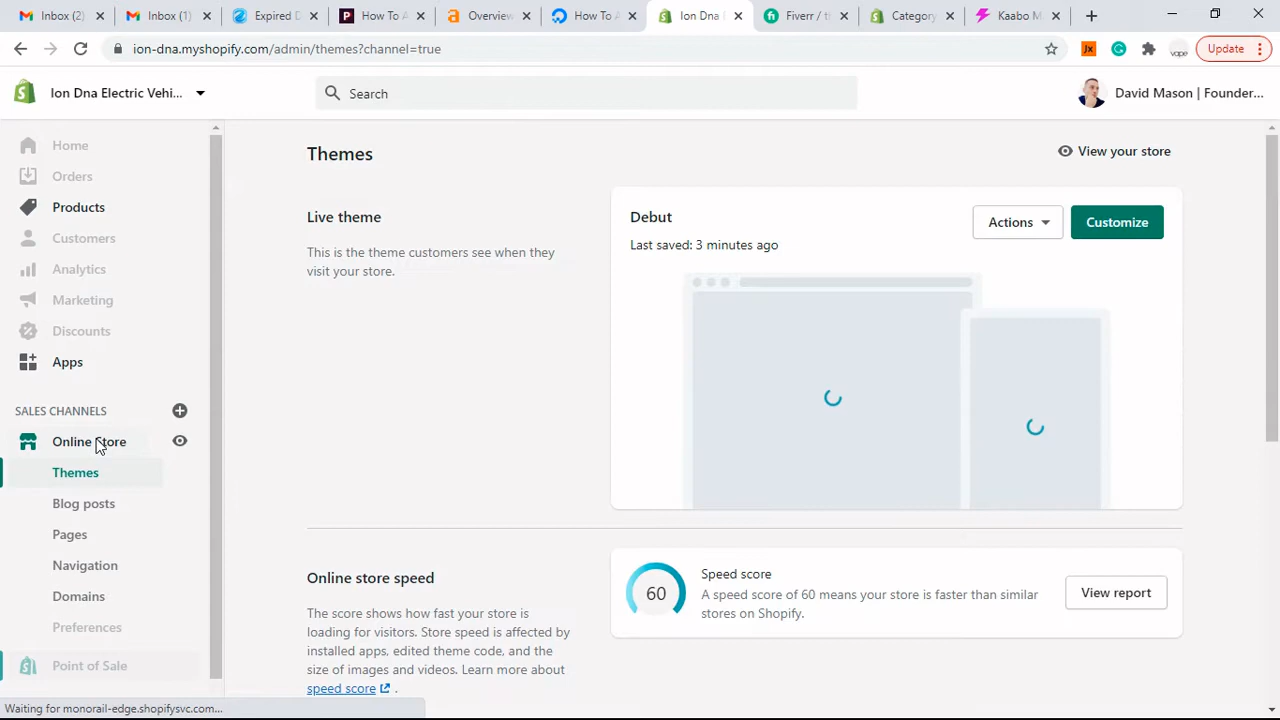 Inbox (2)
Inbox (1)
Expired D
How To A
Overview
How To A
Ion Dna E
Fiverr / th
Category
Kaabo M
ion-dna.myshopify.com/admin/themes?channel=true
Jx
vape
Update
Ion Dna Electric Vehi...
Search
David Mason | Founder...
Home
Orders
Products
Customers
Analytics
Marketing
Discounts
Apps
SALES CHANNELS
Online Store
Themes
Blog posts
Pages
Navigation
Domains
Preferences
Point of Sale
Themes
View your store
Live theme
This is the theme customers see when they
visit your store.
Debut
Last saved: 3 minutes ago
Actions
Customize
Online store speed
The score shows how fast your store is
loading for visitors. Store speed is affected by
installed apps, edited theme code, and the
size of images and videos. Learn more about
speed score .
60
Speed score
A speed score of 60 means your store is faster than similar
stores on Shopify.
View report
Waiting for monorail-edge.shopifysvc.com...